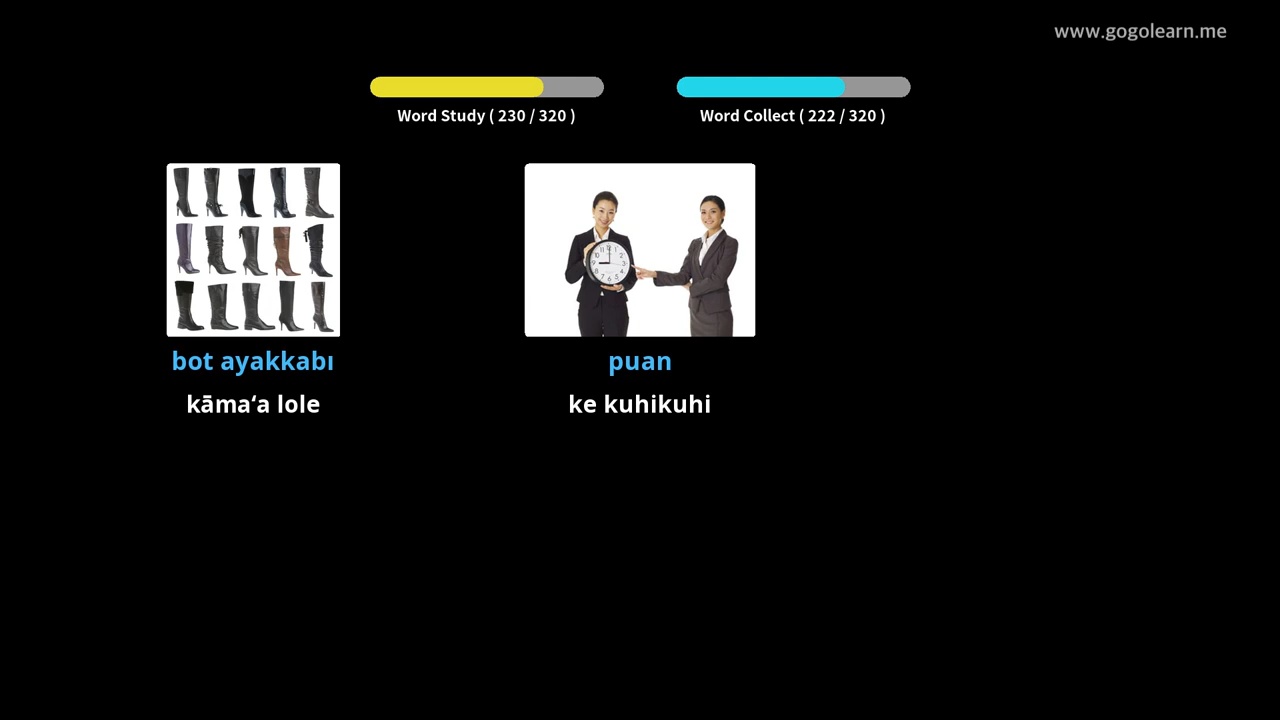 www.gogolearn.me
Word Study ( 230 / 320 )
Word Collect ( 222 / 320 )
bot ayakkabı
kāmaʻa lole
puan
ke kuhikuhi